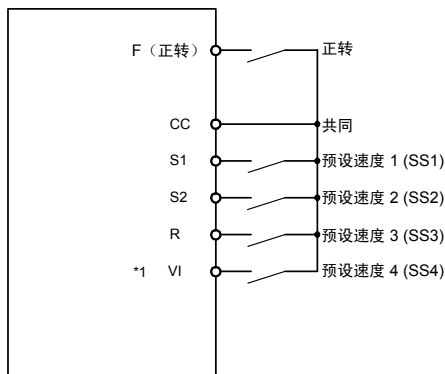 F（正转） 正转
CC 共同
S1 预设速度 1 (SS1)
S2 预设速度 2 (SS2)
R 预设速度 3 (SS3)
*1 VI 预设速度 4 (SS4)